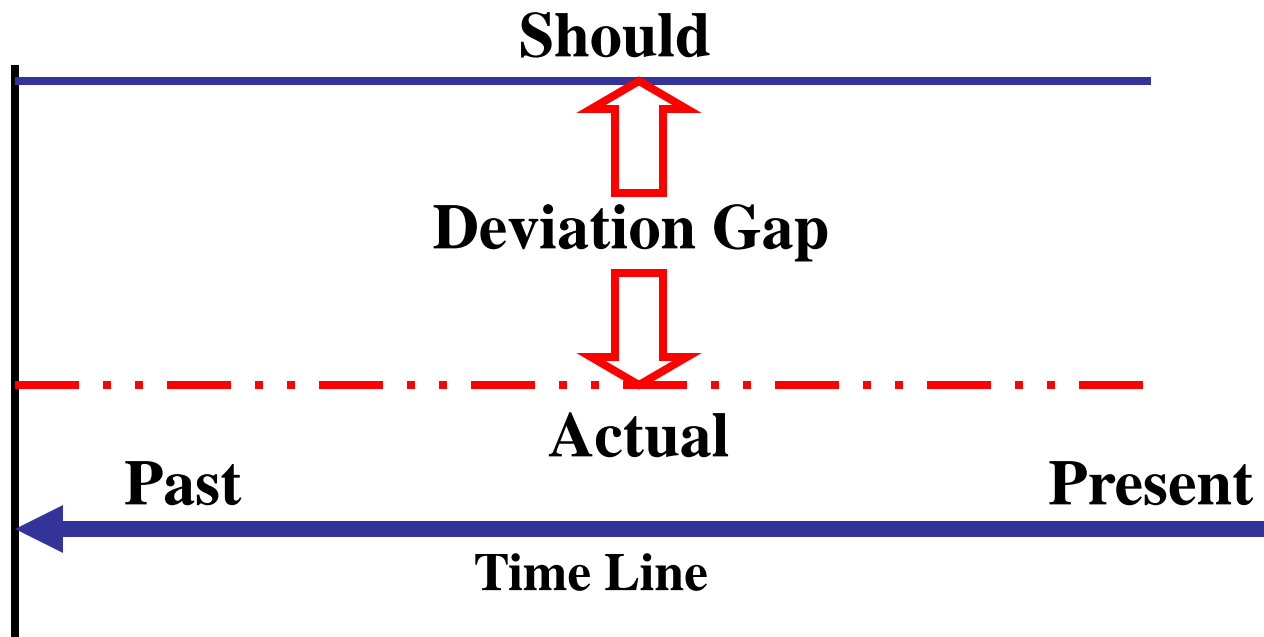 Should
Deviation Gap
Actual
Past
Present
Time Line